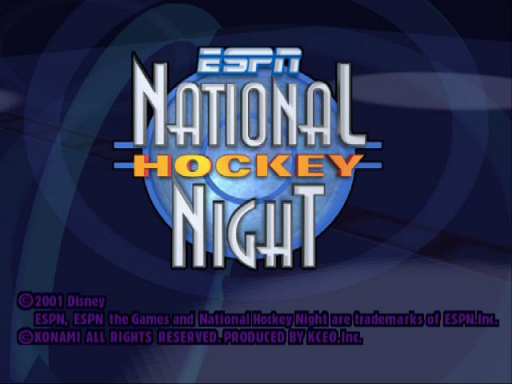 ESPN
NATIONAL
HOCKEY
NIGHT
©2001 Disney
ESPN, ESPN the Games and National Hockey Night are trademarks of ESPN.Inc.
©KONAMI ALL RIGHTS RESERVED. PRODUCED BY KCEO.Inc.